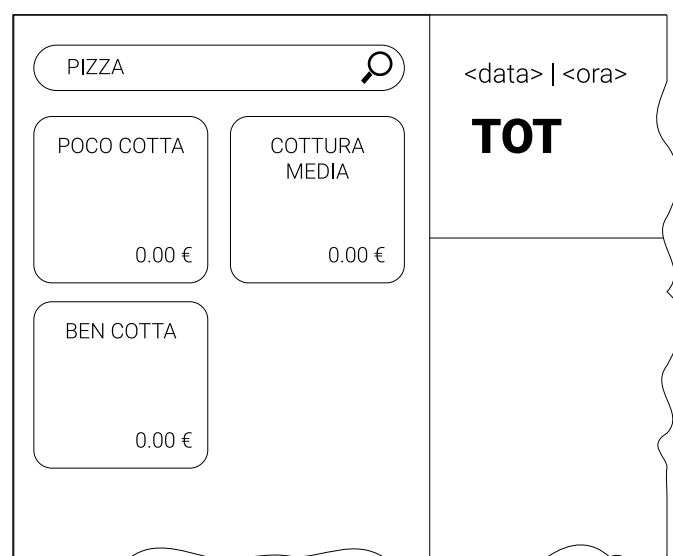 PIZZA
<data> | <ora>
TOT
POCO COTTA
0.00 €
COTTURA
MEDIA
0.00 €
BEN COTTA
0.00 €